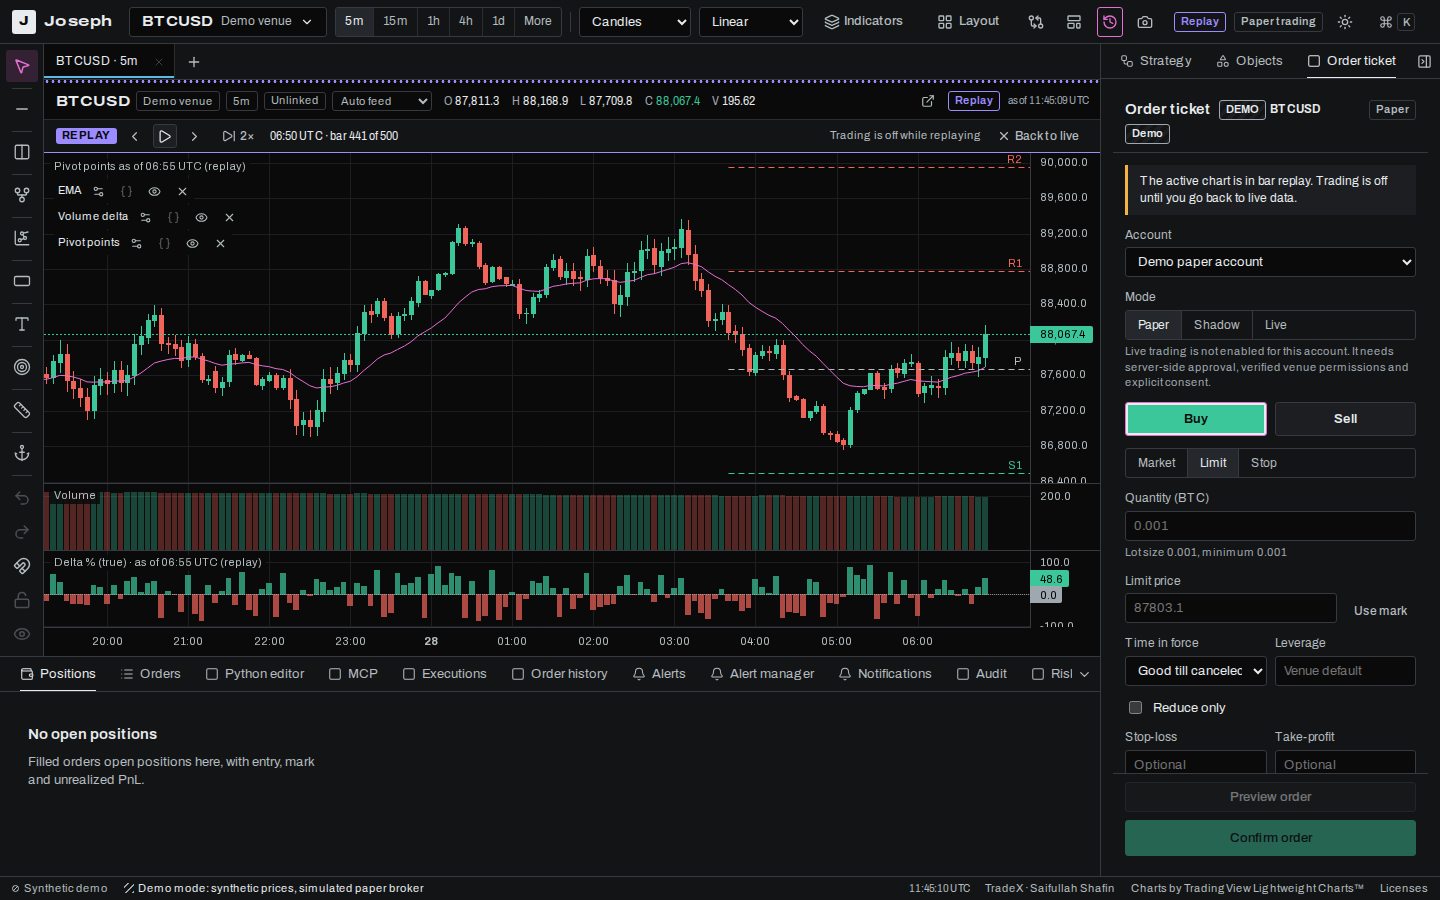 J Joseph BTCUSD Demo venue 5m 15m 1h 4h 1d More Candles Linear Indicators Layout Replay Paper trading ⌘ K
BTCUSD · 5m × +
Strategy Objects Order ticket
BTCUSD Demo venue 5m Unlinked Auto feed O 87,811.3 H 88,168.9 L 87,709.8 C 88,067.4 V 195.62 Replay as of 11:45:09 UTC
REPLAY 2× 06:50 UTC · bar 441 of 500 Trading is off while replaying Back to live
Pivot points as of 06:55 UTC (replay)
EMA { }
Volume delta { }
Pivot points { }
R2
R1
P
S1
90,000.0
89,600.0
89,200.0
88,800.0
88,400.0
88,067.4
87,600.0
87,200.0
86,800.0
86,400.0
Volume
200.0
Delta % (true) · as of 06:55 UTC (replay)
100.0
48.6
0.0
-100.0
20:00 21:00 22:00 23:00 28 01:00 02:00 03:00 04:00 05:00 06:00
Order ticket DEMO BTCUSD Paper
Demo
The active chart is in bar replay. Trading is off
until you go back to live data.
Account
Demo paper account
Mode
Paper Shadow Live
Live trading is not enabled for this account. It needs
server-side approval, verified venue permissions and
explicit consent.
Buy Sell
Market Limit Stop
Quantity (BTC)
0.001
Lot size 0.001, minimum 0.001
Limit price
87803.1 Use mark
Time in force Leverage
Good till canceled Venue default
Reduce only
Stop-loss Take-profit
Optional Optional
Preview order
Confirm order
Positions Orders Python editor MCP Executions Order history Alerts Alert manager Notifications Audit
No open positions
Filled orders open positions here, with entry, mark
and unrealized PnL.
Synthetic demo Demo mode: synthetic prices, simulated paper broker 11:45:10 UTC TradeX · Saifullah Shafin Charts by TradingView Lightweight Charts™ Licenses